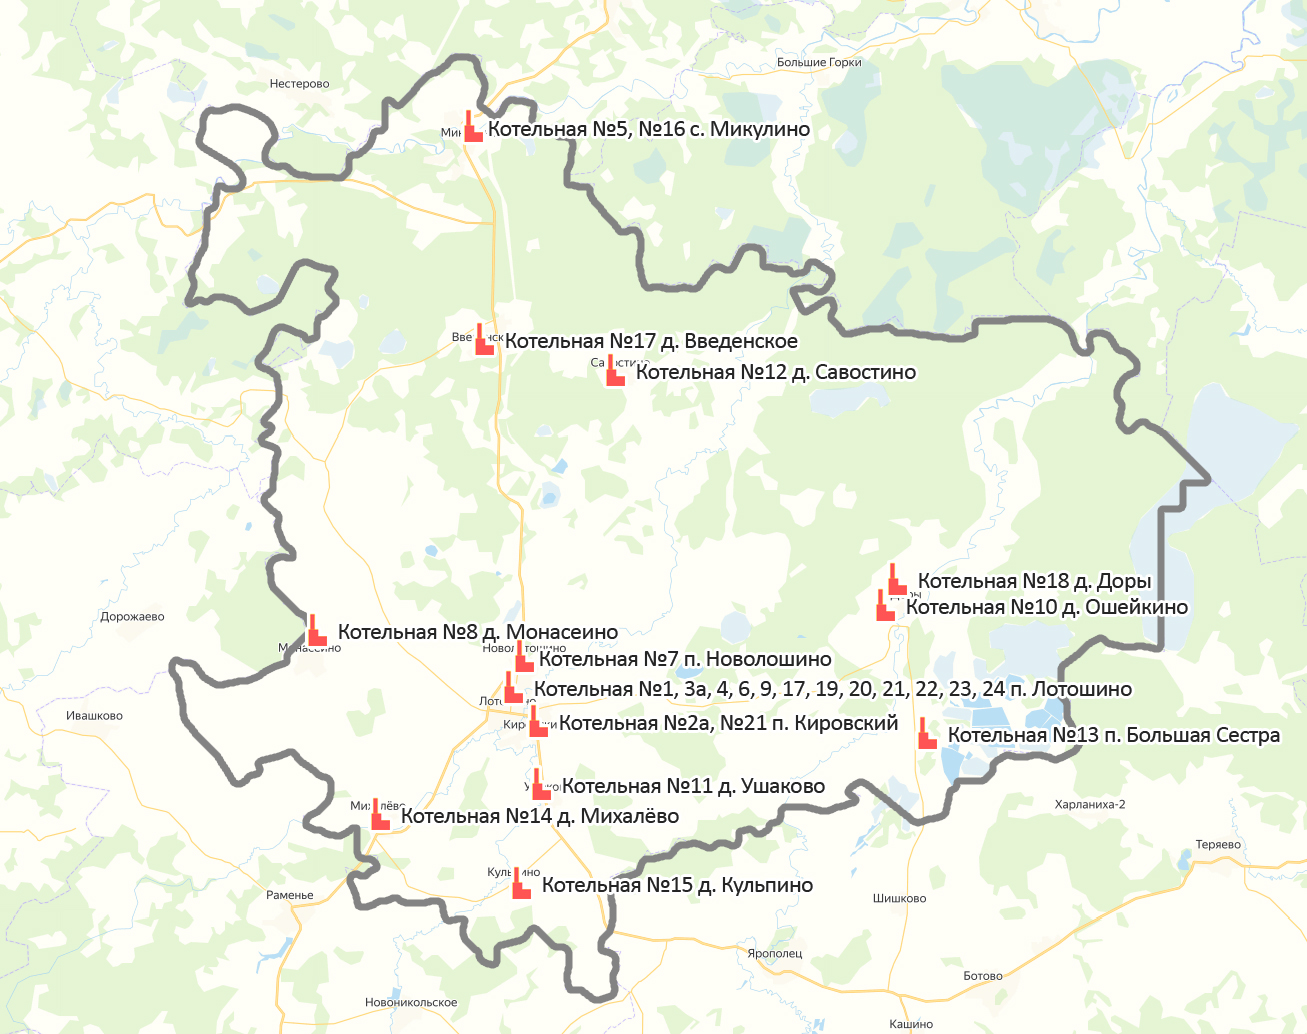 Большие Горки
Нестерово
Котельная №5, №16 с. Микулино
Котельная №17 д. Введенское
Котельная №12 д. Савостино
Котельная №18 д. Доры
Котельная №10 д. Ошейкино
Дорожаево
Котельная №8 д. Монасеино
Котельная №7 п. Новолошино
Котельная №1, 3а, 4, 6, 9, 17, 19, 20, 21, 22, 23, 24 п. Лотошино
Ивашково
Котельная №2а, №21 п. Кировский
Котельная №13 п. Большая Сестра
Котельная №11 д. Ушаково
Харланиха-2
Котельная №14 д. Михалёво
Теряево
Котельная №15 д. Кульпино
Раменье
Шишково
Ярополец
Ботово
Новоникольское
Кашино